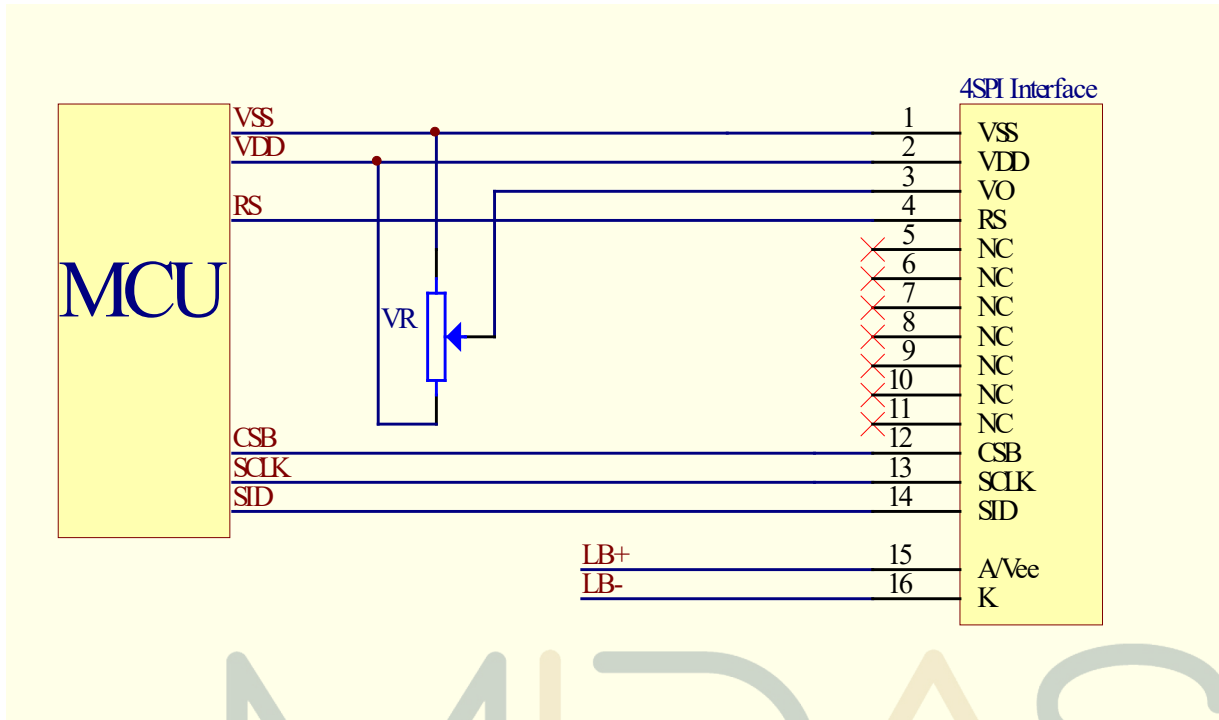 4SPI Interface
VSS 1 VSS
VDD 2 VDD
3 VO
RS 4 RS
5 NC
6 NC
7 NC
8 NC
9 NC
10 NC
11 NC
MCU
VR
CSB 12 CSB
SCLK 13 SCLK
SID 14 SID
LB+ 15 A/Vee
LB- 16 K
MIDAS